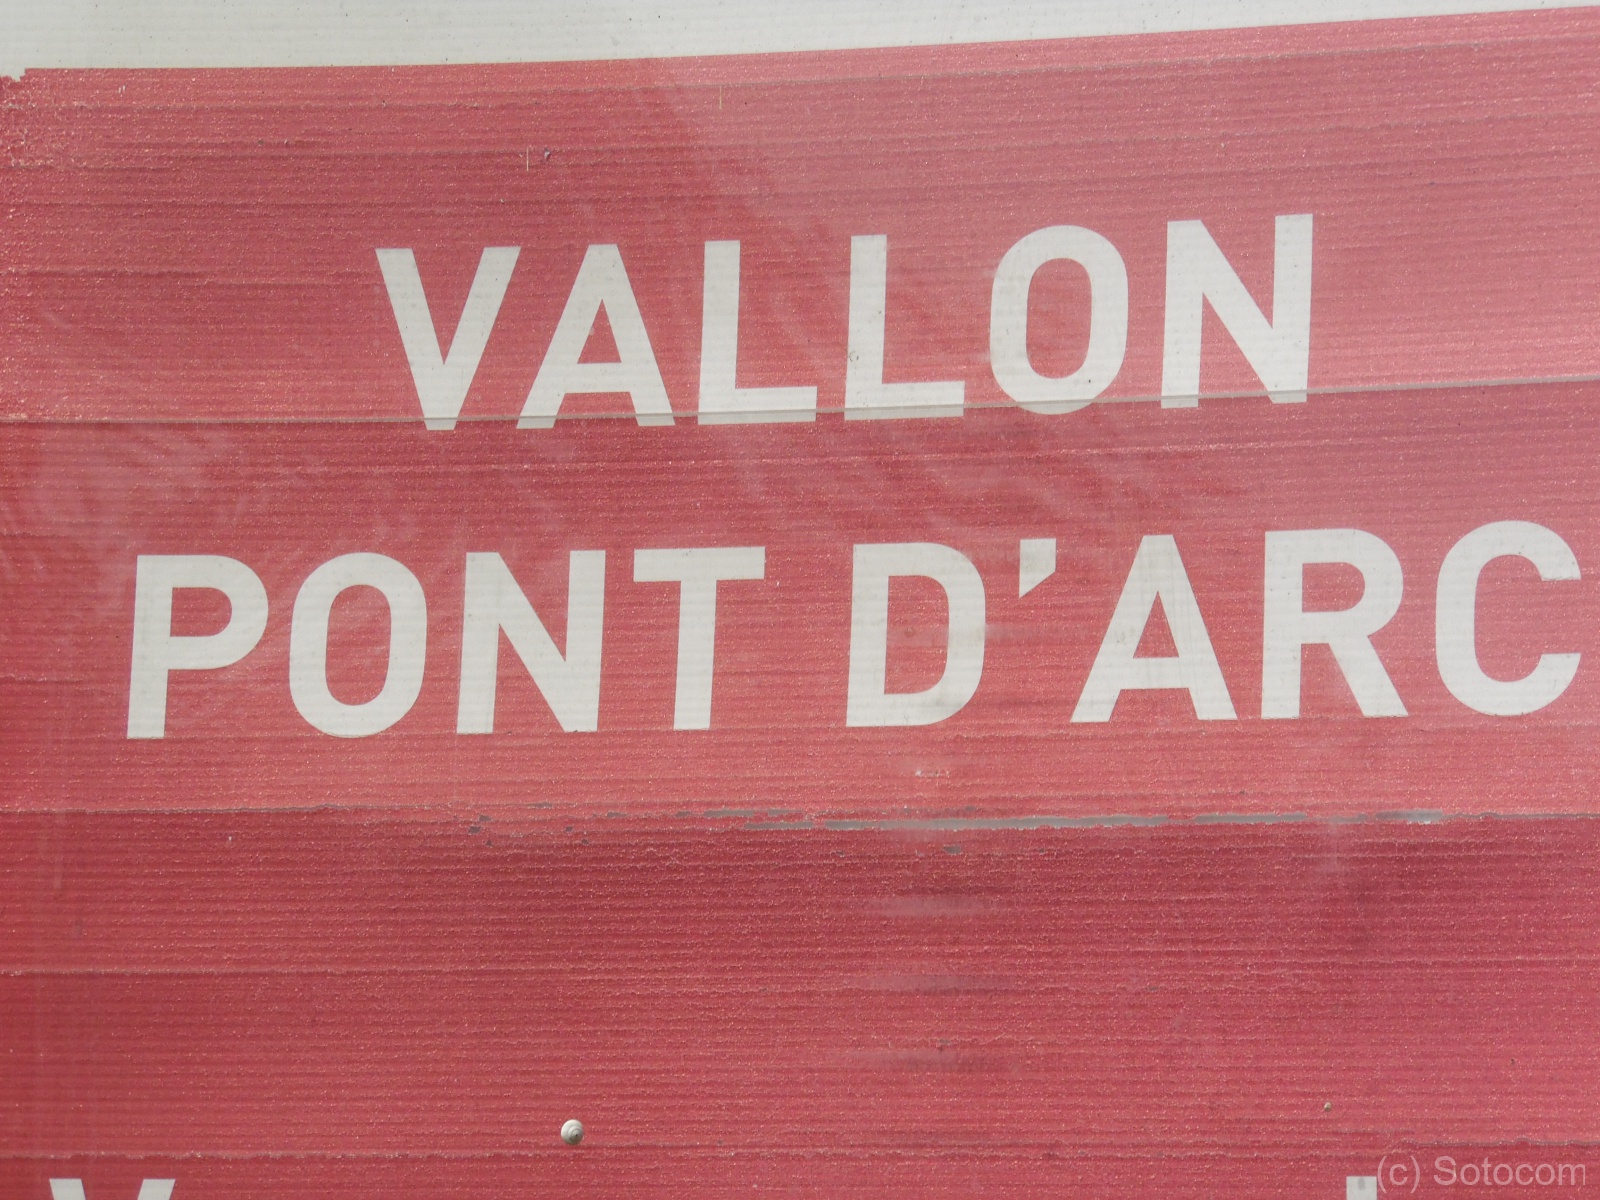 VALLON
PONT D'ARC
(c) Sotocom